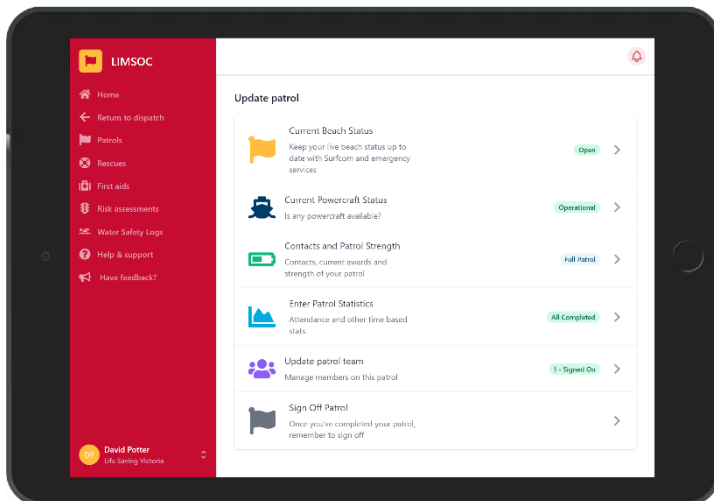 LIMSOC
Home
Return to dispatch
Patrols
Rescues
First aids
Risk assessments
Water Safety Logs
Help & support
Have feedback?
DP
David Potter
Life Saving Victoria
Update patrol
Current Beach Status
Keep your live beach status up to
date with Surfcom and emergency
services
Open
Current Powercraft Status
Is any powercraft available?
Operational
Contacts and Patrol Strength
Contacts, current awards and
strength of your patrol
Full Patrol
Enter Patrol Statistics
Attendance and other time based
stats
All Completed
Update patrol team
Manage members on this patrol
1 - Signed On
Sign Off Patrol
Once you've completed your patrol,
remember to sign off